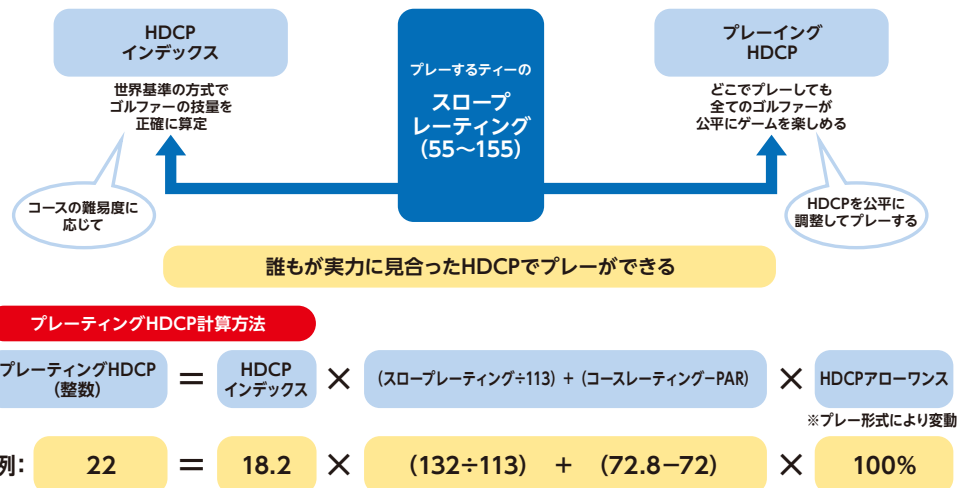 HDCP
インデックス
世界基準の方式で
ゴルファーの技量を
正確に算定
コースの難易度に
応じて
プレーするティーの
スロープ
レーティング
(55〜155)
プレーイング
HDCP
どこでプレーしても
全てのゴルファーが
公平にゲームを楽しめる
HDCPを公平に
調整してプレーする
誰もが実力に見合ったHDCPでプレーができる
プレーティングHDCP計算方法
プレーティングHDCP
(整数)
=
HDCP
インデックス
×
(スロープレーティング÷113) + (コースレーティング−PAR)
×
HDCPアローワンス
※プレー形式により変動
例: 22 = 18.2 × (132÷113) + (72.8−72) × 100%